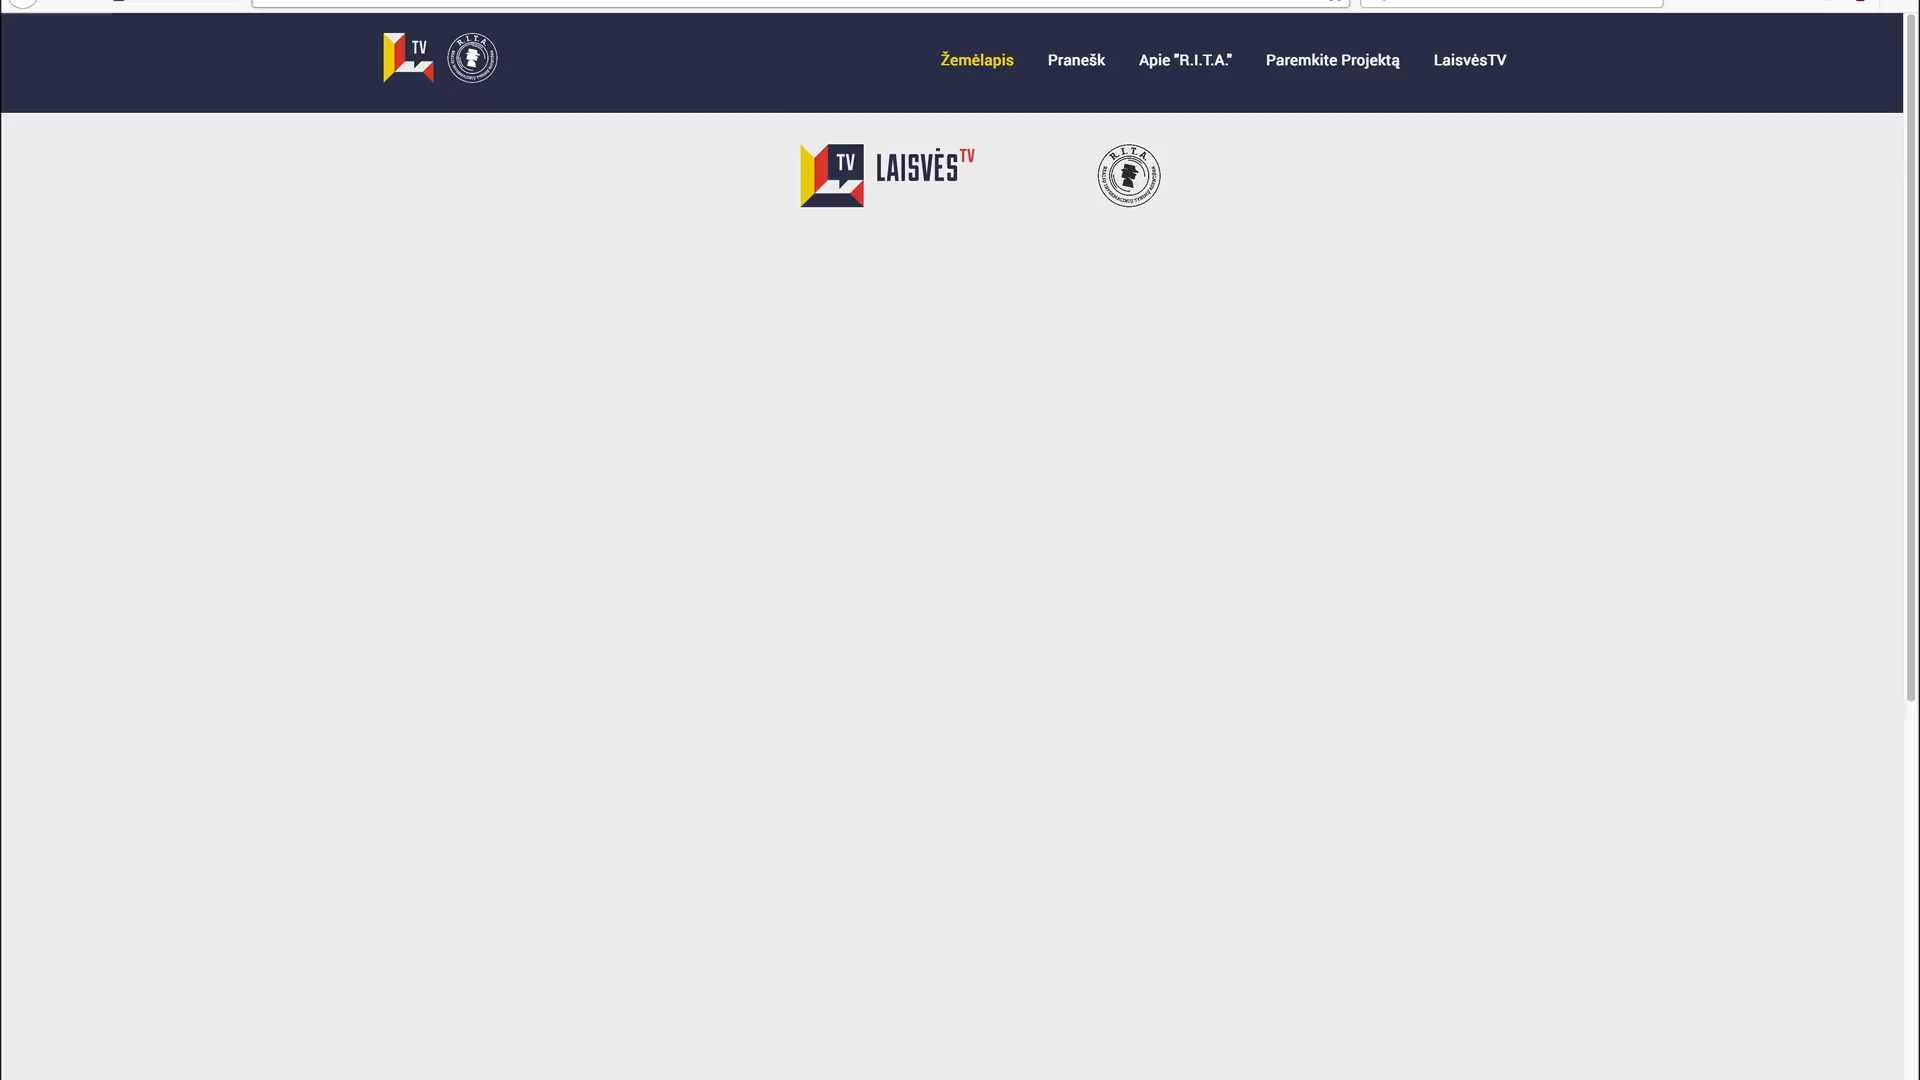 TV
R.I.T.A.
Žemėlapis
Pranešk
Apie "R.I.T.A."
Paremkite Projektą
LaisvėsTV
TV
LAISVĖS TV
R.I.T.A.